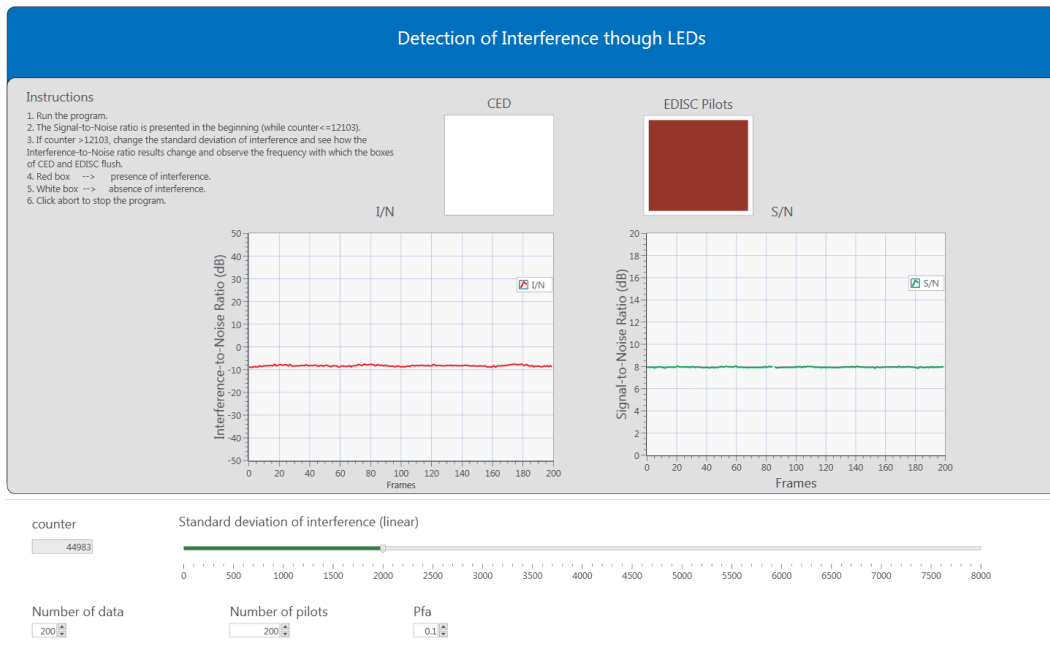 Detection of Interference though LEDs
Instructions
1. Run the program.
2. The Signal-to-Noise ratio is presented in the beginning (while counter<=12103).
3. If counter >12103, change the standard deviation of interference and see how the
Interference-to-Noise ratio results change and observe the frequency with which the boxes
of CED and EDISC flush.
4. Red box --> presence of interference.
5. White box --> absence of interference.
6. Click abort to stop the program.
CED
EDISC Pilots
I/N
Interference-to-Noise Ratio (dB)
50
40
30
20
10
0
-10
-20
-30
-40
-50
I/N
0 20 40 60 80 100 120 140 160 180 200
Frames
S/N
Signal-to-Noise Ratio (dB)
20
18
16
14
12
10
8
6
4
2
0
S/N
0 20 40 60 80 100 120 140 160 180 200
Frames
counter
44983
Standard deviation of interference (linear)
0 500 1000 1500 2000 2500 3000 3500 4000 4500 5000 5500 6000 6500 7000 7500 8000
Number of data
200
Number of pilots
200
Pfa
0.1